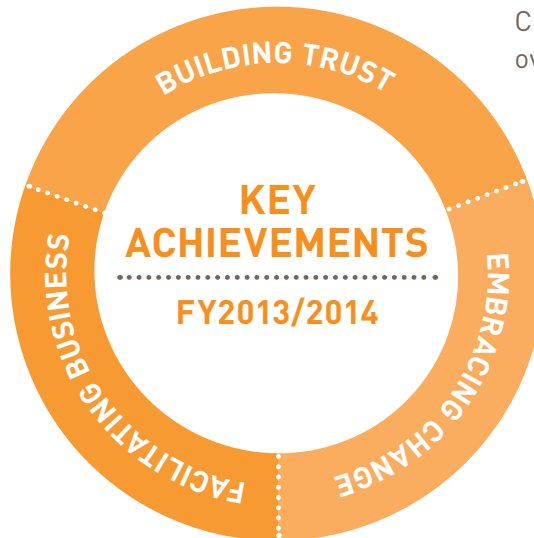 BUILDING TRUST
KEY
ACHIEVEMENTS
FY2013/2014
EMBRACING CHANGE
FACILITATING BUSINESS